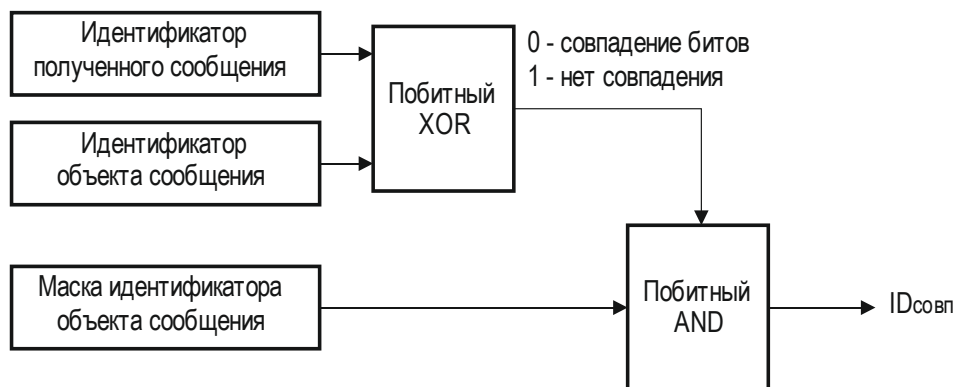 Идентификатор
полученного сообщения
0 - совпадение битов
1 - нет совпадения
Побитный
XOR
Идентификатор
объекта сообщения
Маска идентификатора
объекта сообщения
Побитный
AND
IDсовп